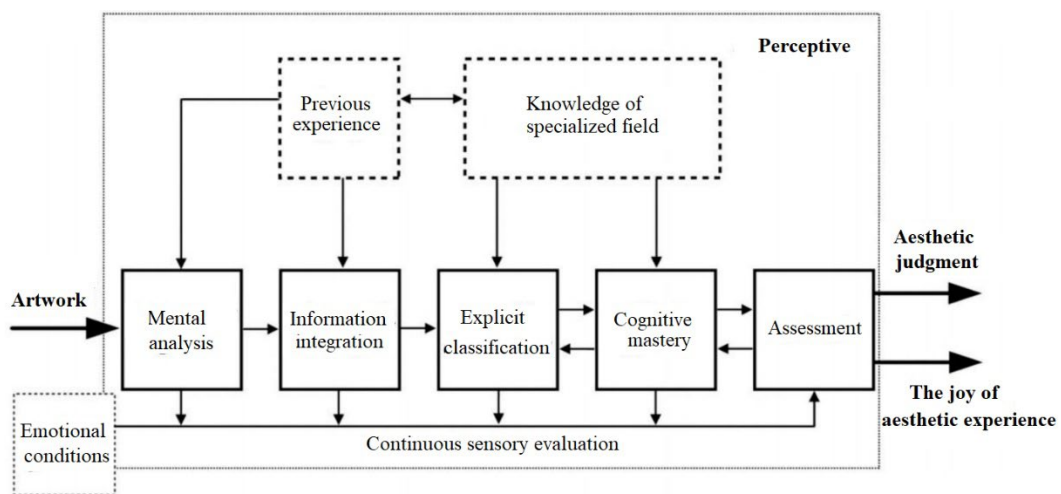 Perceptive
Previous
experience
Knowledge of
specialized field
Aesthetic
judgment
Artwork
Mental
analysis
Information
integration
Explicit
classification
Cognitive
mastery
Assessment
The joy of
aesthetic experience
Emotional
conditions
Continuous sensory evaluation